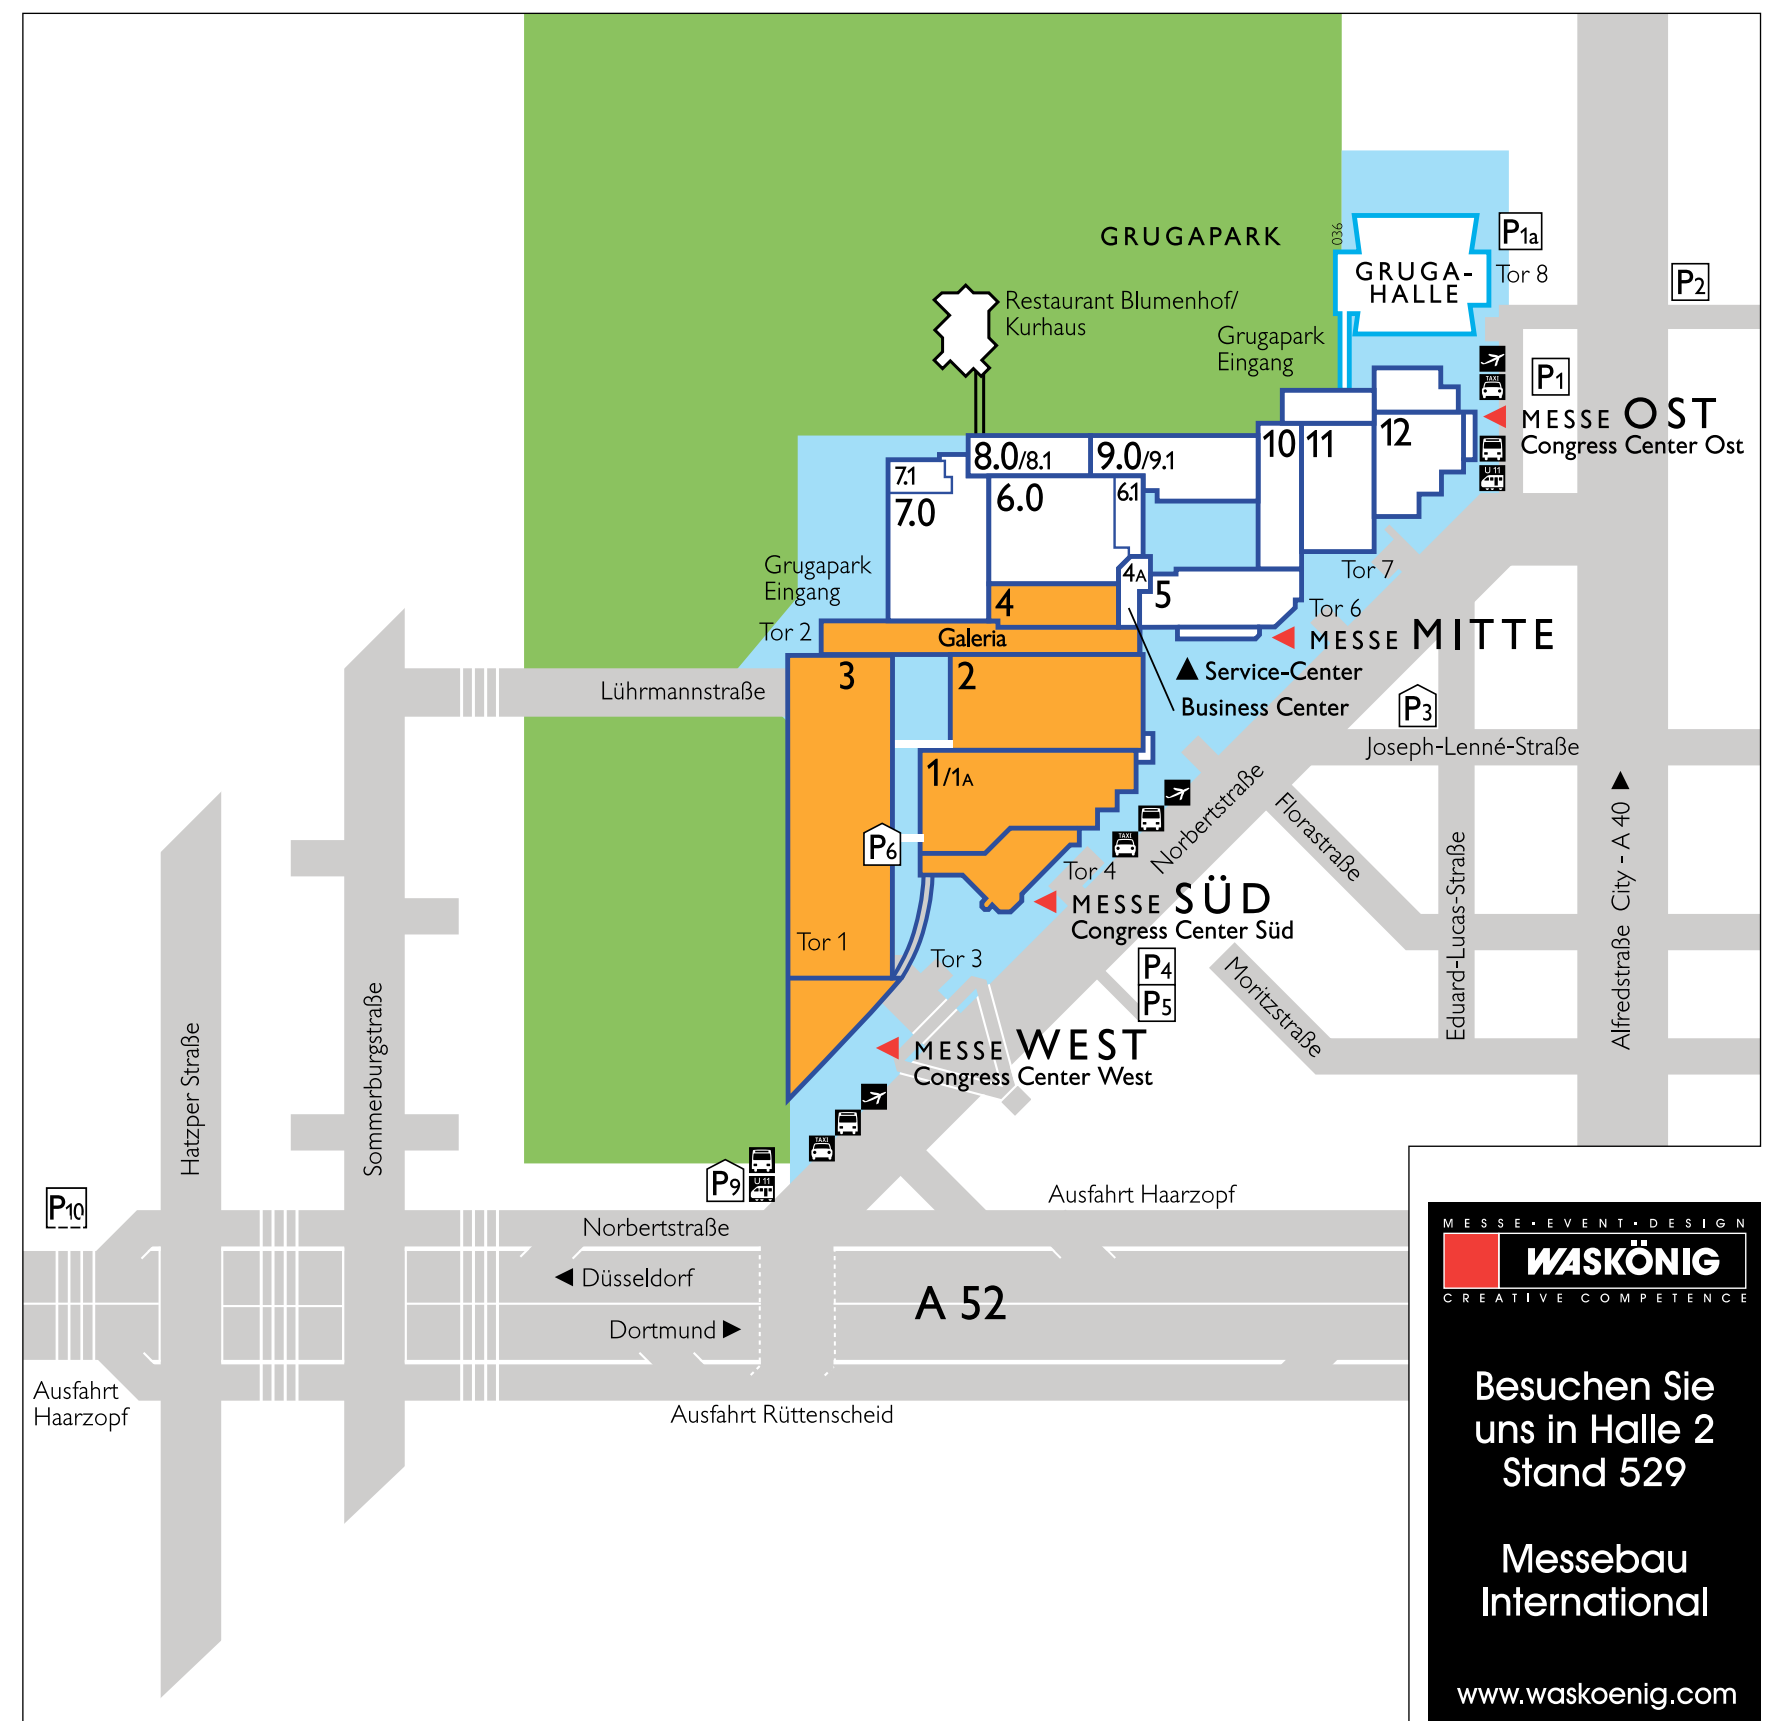 GRUGAPARK
036
GRUGA-
HALLE
P1a
Tor 8
P2
Restaurant Blumenhof/
Kurhaus
Grugapark
Eingang
TAXI
P1
MESSE OST
Congress Center Ost
U 11
8.0/8.1
9.0/9.1
10
11
12
7.1
7.0
6.0
6.1
4A
5
4
Grugapark
Eingang
Tor 7
Tor 6
Tor 2
Galeria
MESSE MITTE
Service-Center
Business Center
3
2
Lührmannstraße
P3
Joseph-Lenné-Straße
1/1A
P6
TAXI
Norbertstraße
Florastraße
Eduard-Lucas-Straße
Alfredstraße City - A 40
Tor 4
MESSE SÜD
Congress Center Süd
Tor 1
Tor 3
P4
P5
Moritzstraße
MESSE WEST
Congress Center West
Hatzper Straße
Sommerburgstraße
TAXI
P9
U 11
P10
Ausfahrt Haarzopf
Norbertstraße
Düsseldorf
A 52
Dortmund
Ausfahrt
Haarzopf
Ausfahrt Rüttenscheid
MESSE·EVENT·DESIGN
WASKÖNIG
CREATIVE COMPETENCE
Besuchen Sie
uns in Halle 2
Stand 529
Messebau
International
www.waskoenig.com